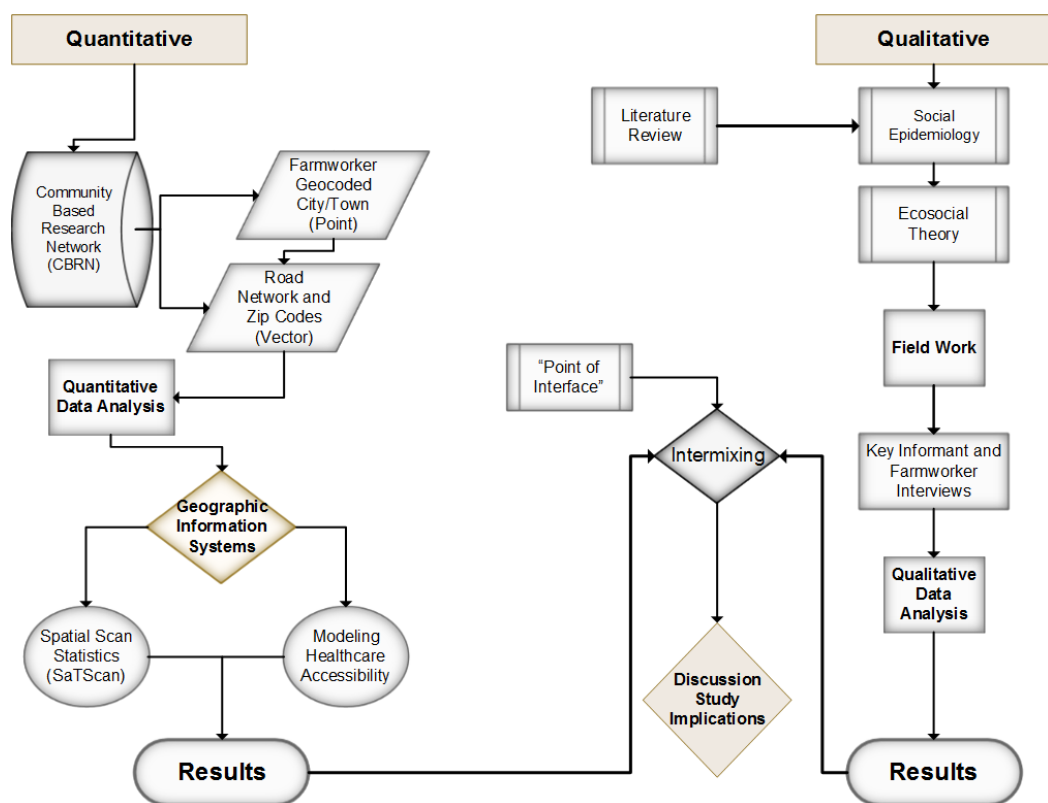 Quantitative
Community
Based
Research
Network
(CBRN)
Farmworker
Geocoded
City/Town
(Point)
Road
Network and
Zip Codes
(Vector)
Quantitative
Data Analysis
Geographic
Information
Systems
Spatial Scan
Statistics
(SaTScan)
Modeling
Healthcare
Accessibility
Results
Qualitative
Literature
Review
Social
Epidemiology
Ecosocial
Theory
Field Work
Key Informant and
Farmworker
Interviews
Qualitative
Data
Analysis
Results
"Point of
Interface"
Intermixing
Discussion
Study
Implications